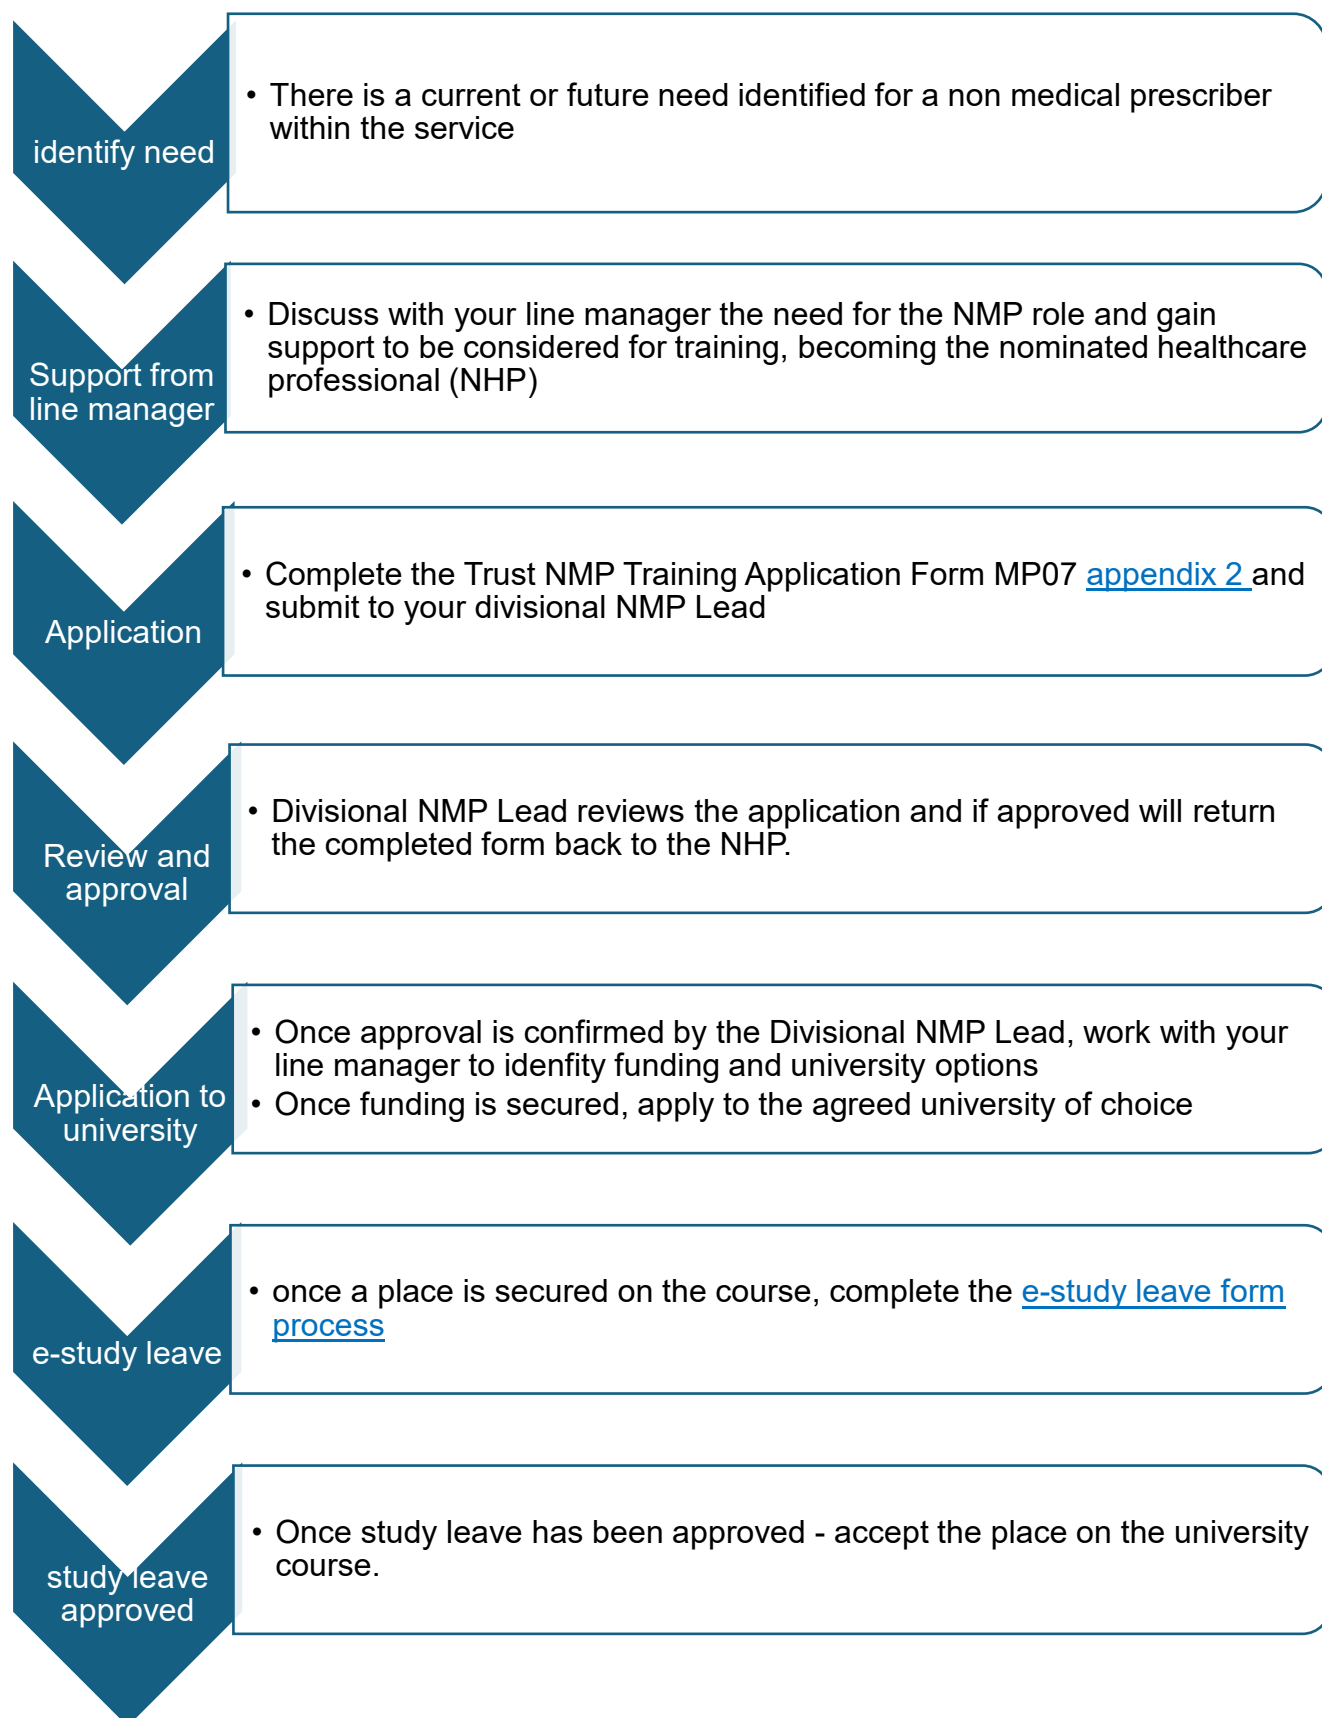 identify need
• There is a current or future need identified for a non medical prescriber
within the service
Support from
line manager
• Discuss with your line manager the need for the NMP role and gain
support to be considered for training, becoming the nominated healthcare
professional (NHP)
Application
• Complete the Trust NMP Training Application Form MP07 appendix 2 and
submit to your divisional NMP Lead
Review and
approval
• Divisional NMP Lead reviews the application and if approved will return
the completed form back to the NHP.
Application to
university
• Once approval is confirmed by the Divisional NMP Lead, work with your
line manager to idenfity funding and university options
• Once funding is secured, apply to the agreed university of choice
e-study leave
• once a place is secured on the course, complete the e-study leave form
process
study leave
approved
• Once study leave has been approved - accept the place on the university
course.